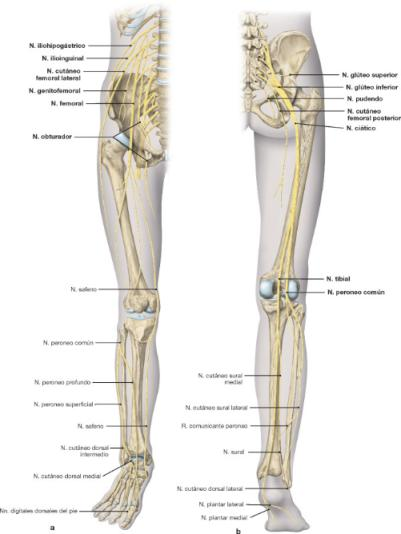 N. iliohipogástrico
N. ilioinguinal
N. cutáneo
femoral lateral
N. genitofemoral
N. femoral
N. obturador
N. safeno
N. peroneo común
N. peroneo profundo
N. peroneo superficial
N. safeno
N. cutáneo dorsal
intermedio
N. cutáneo dorsal medial
Nn. digitales dorsales del pie
a
N. glúteo superior
N. glúteo inferior
N. pudendo
N. cutáneo
femoral posterior
N. ciático
N. tibial
N. peroneo común
N. cutáneo sural
medial
N. cutáneo sural lateral
R. comunicante peroneo
N. sural
N. cutáneo dorsal lateral
N. plantar lateral
N. plantar medial
b